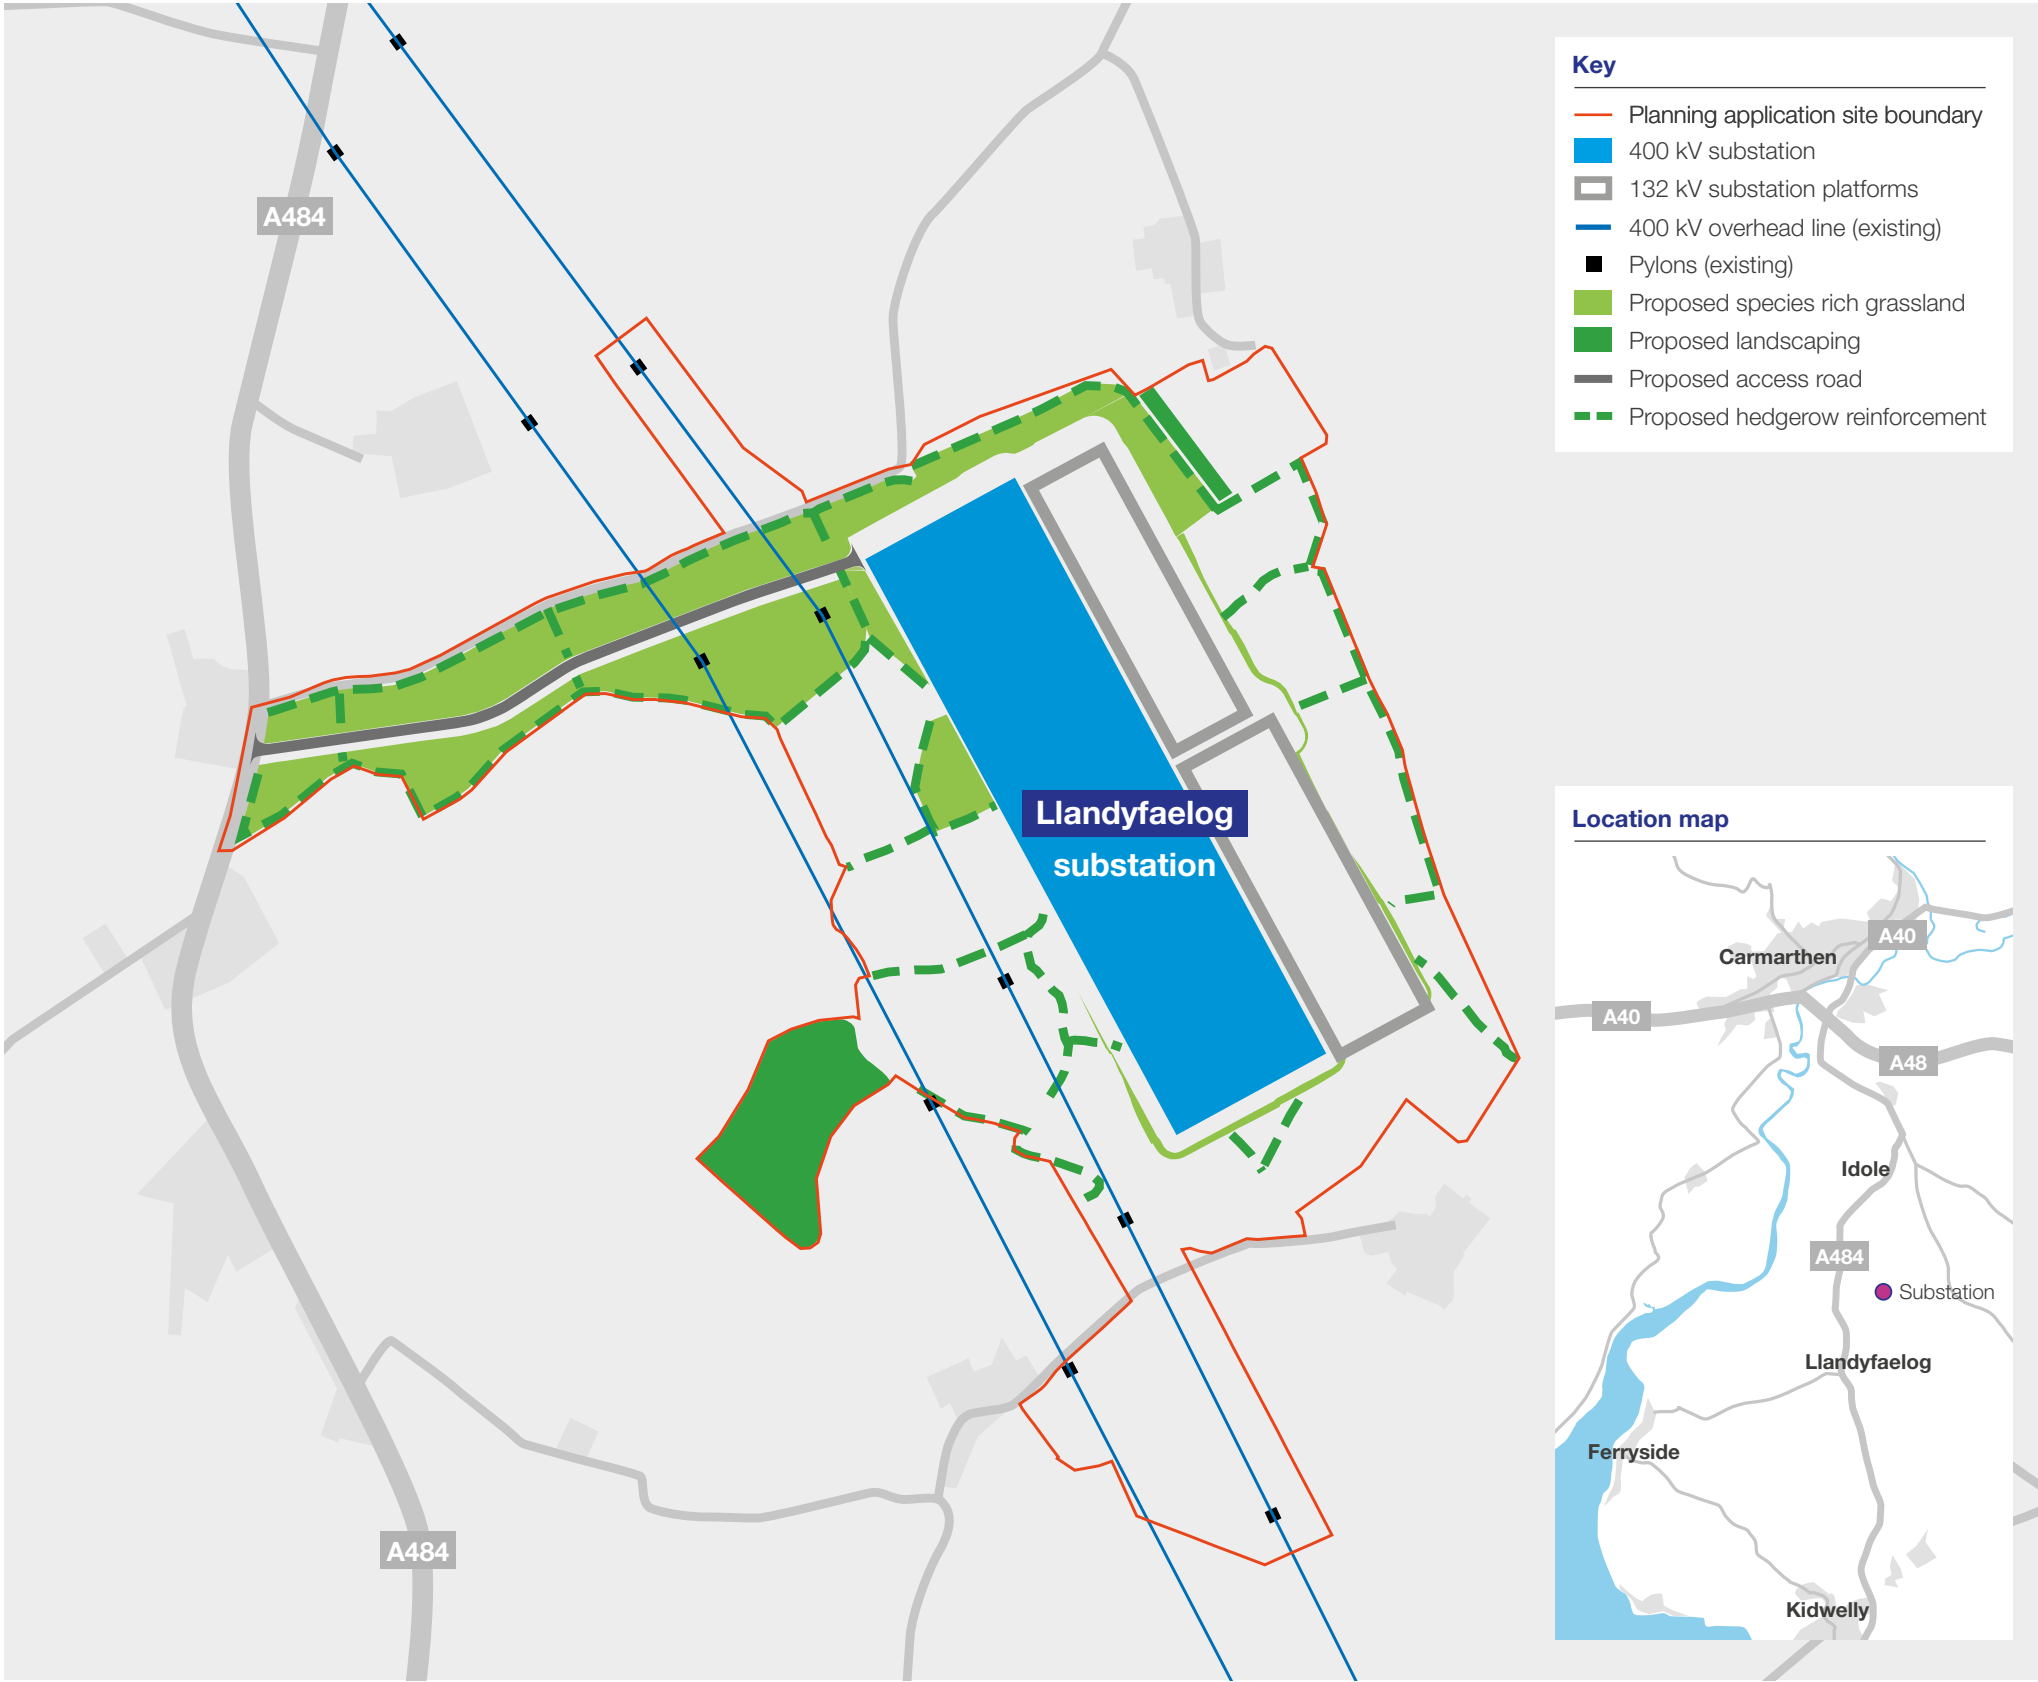 A484
Llandyfaelog
substation
A484
Key
Planning application site boundary
400 kV substation
132 kV substation platforms
400 kV overhead line (existing)
Pylons (existing)
Proposed species rich grassland
Proposed landscaping
Proposed access road
Proposed hedgerow reinforcement
Location map
A40
Carmarthen
A40
A48
Idole
A484
Substation
Llandyfaelog
Ferryside
Kidwelly